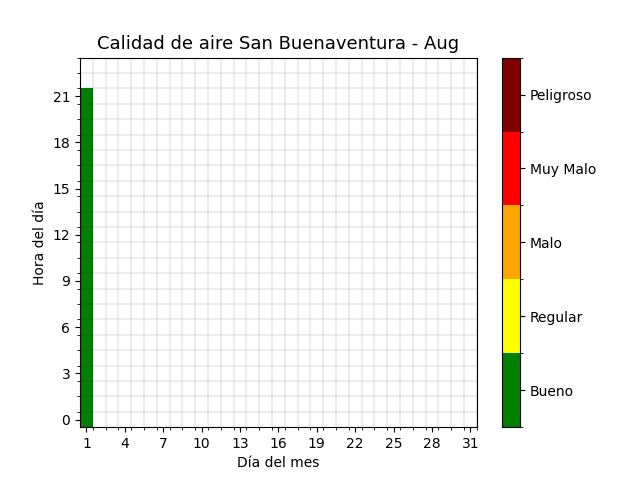 Calidad de aire San Buenaventura - Aug
Hora del día
21
18
15
12
9
6
3
0
1 4 7 10 13 16 19 22 25 28 31
Día del mes
Peligroso
Muy Malo
Malo
Regular
Bueno